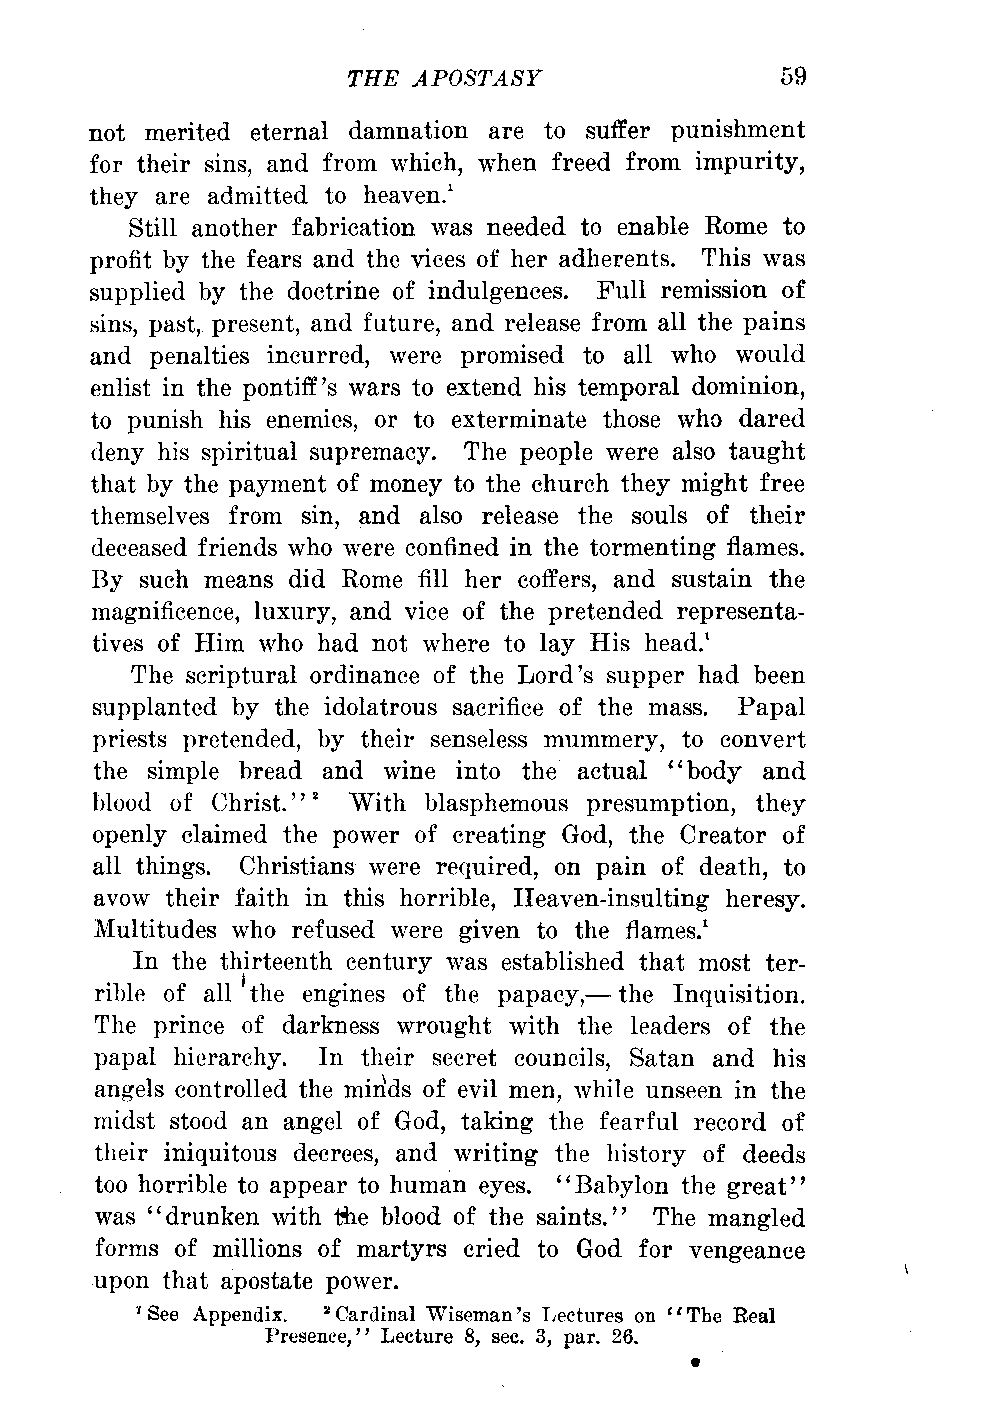 THE APOSTASY 59
not merited eternal damnation are to suffer punishment
for their sins, and from which, when freed from impurity,
they are admitted to heaven.¹
Still another fabrication was needed to enable Rome to
profit by the fears and the vices of her adherents. This was
supplied by the doctrine of indulgences. Full remission of
sins, past, present, and future, and release from all the pains
and penalties incurred, were promised to all who would
enlist in the pontiff's wars to extend his temporal dominion,
to punish his enemies, or to exterminate those who dared
deny his spiritual supremacy. The people were also taught
that by the payment of money to the church they might free
themselves from sin, and also release the souls of their
deceased friends who were confined in the tormenting flames.
By such means did Rome fill her coffers, and sustain the
magnificence, luxury, and vice of the pretended representa-
tives of Him who had not where to lay His head.¹
The scriptural ordinance of the Lord's supper had been
supplanted by the idolatrous sacrifice of the mass. Papal
priests pretended, by their senseless mummery, to convert
the simple bread and wine into the actual "body and
blood of Christ."² With blasphemous presumption, they
openly claimed the power of creating God, the Creator of
all things. Christians were required, on pain of death, to
avow their faith in this horrible, Heaven-insulting heresy.
Multitudes who refused were given to the flames.¹
In the thirteenth century was established that most ter-
rible of all the engines of the papacy,— the Inquisition.
The prince of darkness wrought with the leaders of the
papal hierarchy. In their secret councils, Satan and his
angels controlled the minds of evil men, while unseen in the
midst stood an angel of God, taking the fearful record of
their iniquitous decrees, and writing the history of deeds
too horrible to appear to human eyes. "Babylon the great"
was "drunken with the blood of the saints." The mangled
forms of millions of martyrs cried to God for vengeance
upon that apostate power.
¹ See Appendix. ² Cardinal Wiseman's Lectures on "The Real
Presence," Lecture 8, sec. 3, par. 26.